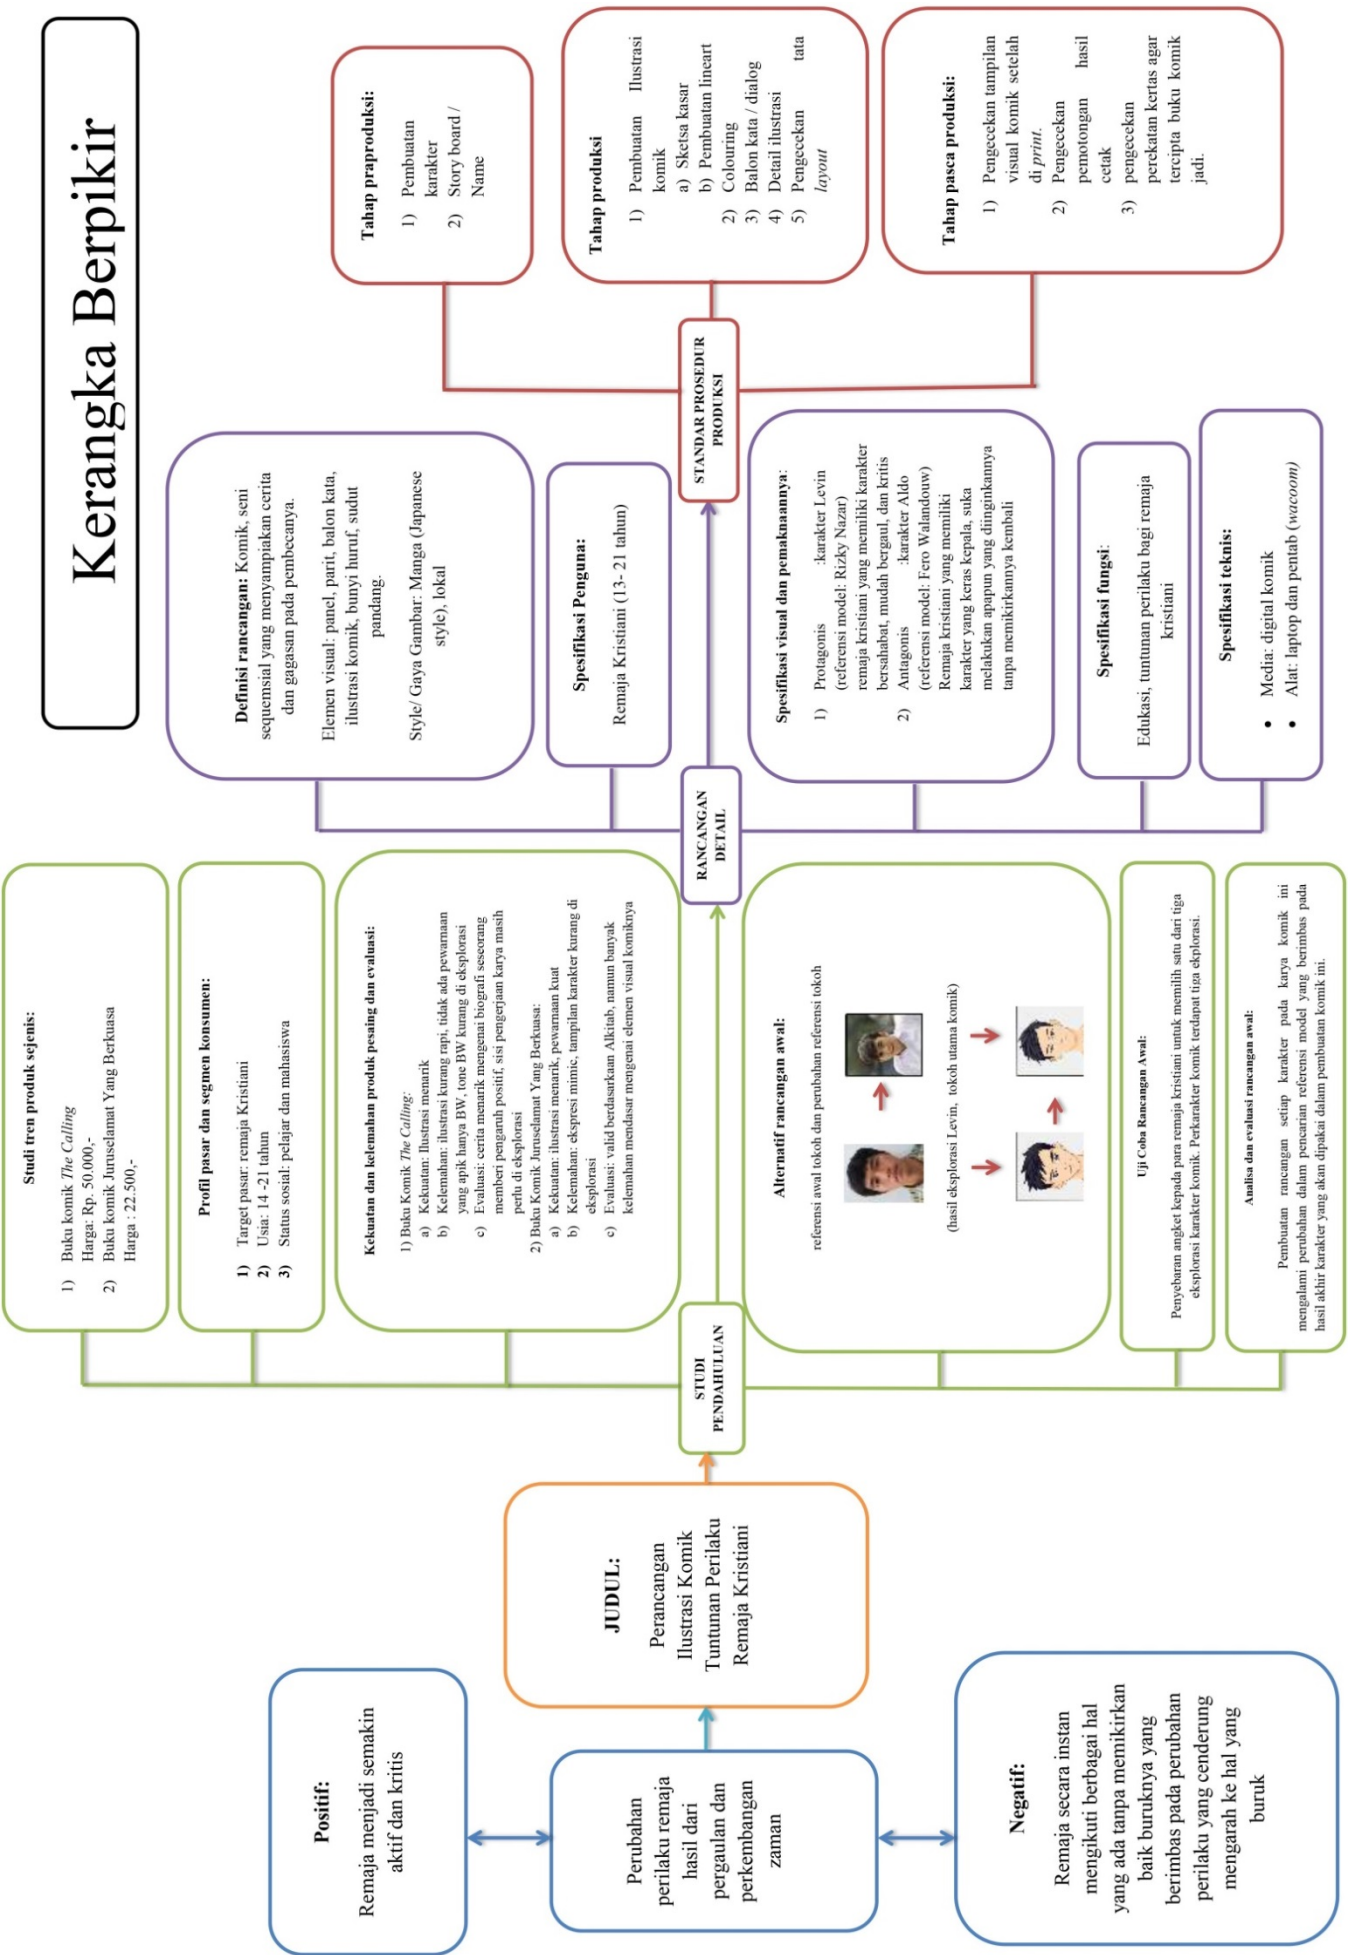 Kerangka Berpikir
Positif:
Remaja menjadi semakin
aktif dan kritis
Perubahan
perilaku remaja
hasil dari
pergaulan dan
perkembangan
zaman
Negatif:
Remaja secara instan
mengikuti berbagai hal
yang ada tanpa memikirkan
baik buruknya yang
berimbas pada perubahan
perilaku yang cenderung
mengarah ke hal yang
buruk
JUDUL:
Perancangan
Ilustrasi Komik
Tuntunan Perilaku
Remaja Kristiani
STUDI
PENDAHULUAN
Studi tren produk sejenis:
1) Buku komik The Calling
Harga: Rp. 50.000,-
2) Buku komik Juruselamat Yang Berkuasa
Harga : 22.500,-
Profil pasar dan segmen konsumen:
1) Target pasar: remaja Kristiani
2) Usia: 14 -21 tahun
3) Status sosial: pelajar dan mahasiswa
Kekuatan dan kelemahan produk pesaing dan evaluasi:
1) Buku Komik The Calling:
a) Kekuatan: Ilustrasi menarik
b) Kelemahan: ilustrasi kurang rapi, tidak ada pewarnaan
yang apik hanya BW, tone BW kurang di eksplorasi
c) Evaluasi: cerita menarik mengenai biografi seseorang
memberi pengaruh positif, sisi pengerjaan karya masih
perlu di eksplorasi
2) Buku Komik Juruselamat Yang Berkuasa:
a) Kekuatan: ilustrasi menarik, pewarnaan kuat
b) Kelemahan: ekspresi mimic, tampilan karakter kurang di
eksplorasi
c) Evaluasi: valid berdasarkaan Alkitab, namun banyak
kelemahan mendasar mengenai elemen visual komiknya
Alternatif rancangan awal:
referensi awal tokoh dan perubahan referensi tokoh
(hasil eksplorasi Levin, tokoh utama komik)
Uji Coba Rancangan Awal:
Penyebaran angket kepada para remaja kristiani untuk memilih satu dari tiga
eksplorasi karakter komik. Perkarakter komik terdapat tiga ekplorasi.
Analisa dan evaluasi rancangan awal:
Pembuatan rancangan setiap karakter pada karya komik ini
mengalami perubahan dalam pencarian referensi model yang berimbas pada
hasil akhir karakter yang akan dipakai dalam pembuatan komik ini.
RANCANGAN
DETAIL
Definisi rancangan: Komik, seni
sequemsial yang menyampiakan cerita
dan gagasan pada pembecanya.
Elemen visual: panel, parit, balon kata,
ilustrasi komik, bunyi huruf, sudut
pandang.
Style/ Gaya Gambar: Manga (Japanese
style), lokal
Spesifikasi Penguna:
Remaja Kristiani (13- 21 tahun)
Spesifikasi visual dan pemaknaannya:
1) Protagonis :karakter Levin
(referensi model: Rizky Nazar)
remaja kristiani yang memiliki karakter
bersahabat, mudah bergaul, dan kritis
2) Antagonis :karakter Aldo
(referensi model: Fero Walandouw)
Remaja kristiani yang memiliki
karakter yang keras kepala, suka
melakukan apapun yang diinginkannya
tanpa memikirkannya kembali
Spesifikasi fungsi:
Edukasi, tuntunan perilaku bagi remaja
kristiani
Spesifikasi teknis:
• Media: digital komik
• Alat: laptop dan pentab (wacoom)
STANDAR PROSEDUR
PRODUKSI
Tahap praproduksi:
1) Pembuatan
karakter
2) Story board /
Name
Tahap produksi
1) Pembuatan Ilustrasi
komik
a) Sketsa kasar
b) Pembuatan lineart
2) Colouring
3) Balon kata / dialog
4) Detail ilustrasi
5) Pengecekan tata
layout
Tahap pasca produksi:
1) Pengecekan tampilan
visual komik setelah
di print.
2) Pengecekan hasil
pemotongan
cetak
3) pengecekan
perekatan kertas agar
tercipta buku komik
jadi.